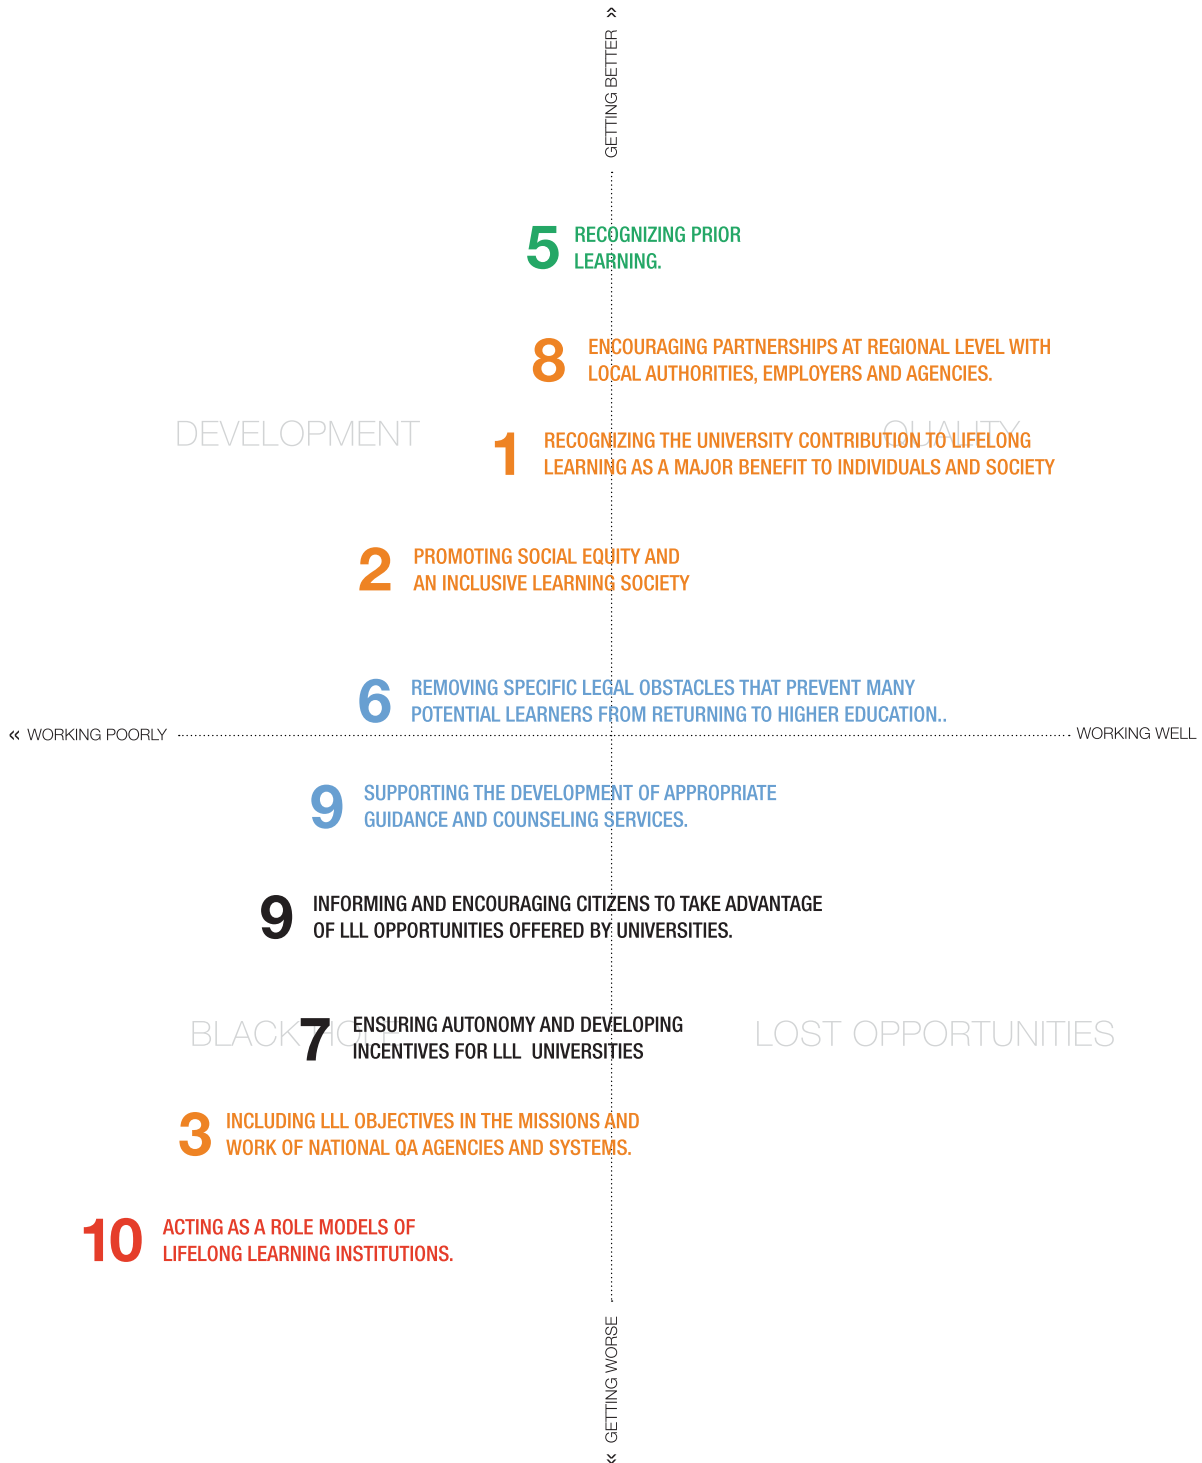 GETTING BETTER
5 RECOGNIZING PRIOR
LEARNING.
8 ENCOURAGING PARTNERSHIPS AT REGIONAL LEVEL WITH
LOCAL AUTHORITIES, EMPLOYERS AND AGENCIES.
DEVELOPMENT
QUALITY
1 RECOGNIZING THE UNIVERSITY CONTRIBUTION TO LIFELONG
LEARNING AS A MAJOR BENEFIT TO INDIVIDUALS AND SOCIETY
2 PROMOTING SOCIAL EQUITY AND
AN INCLUSIVE LEARNING SOCIETY
6 REMOVING SPECIFIC LEGAL OBSTACLES THAT PREVENT MANY
POTENTIAL LEARNERS FROM RETURNING TO HIGHER EDUCATION..
« WORKING POORLY
WORKING WELL
9 SUPPORTING THE DEVELOPMENT OF APPROPRIATE
GUIDANCE AND COUNSELING SERVICES.
9 INFORMING AND ENCOURAGING CITIZENS TO TAKE ADVANTAGE
OF LLL OPPORTUNITIES OFFERED BY UNIVERSITIES.
BLACK HOLE
LOST OPPORTUNITIES
7 ENSURING AUTONOMY AND DEVELOPING
INCENTIVES FOR LLL UNIVERSITIES
3 INCLUDING LLL OBJECTIVES IN THE MISSIONS AND
WORK OF NATIONAL QA AGENCIES AND SYSTEMS.
10 ACTING AS A ROLE MODELS OF
LIFELONG LEARNING INSTITUTIONS.
« GETTING WORSE